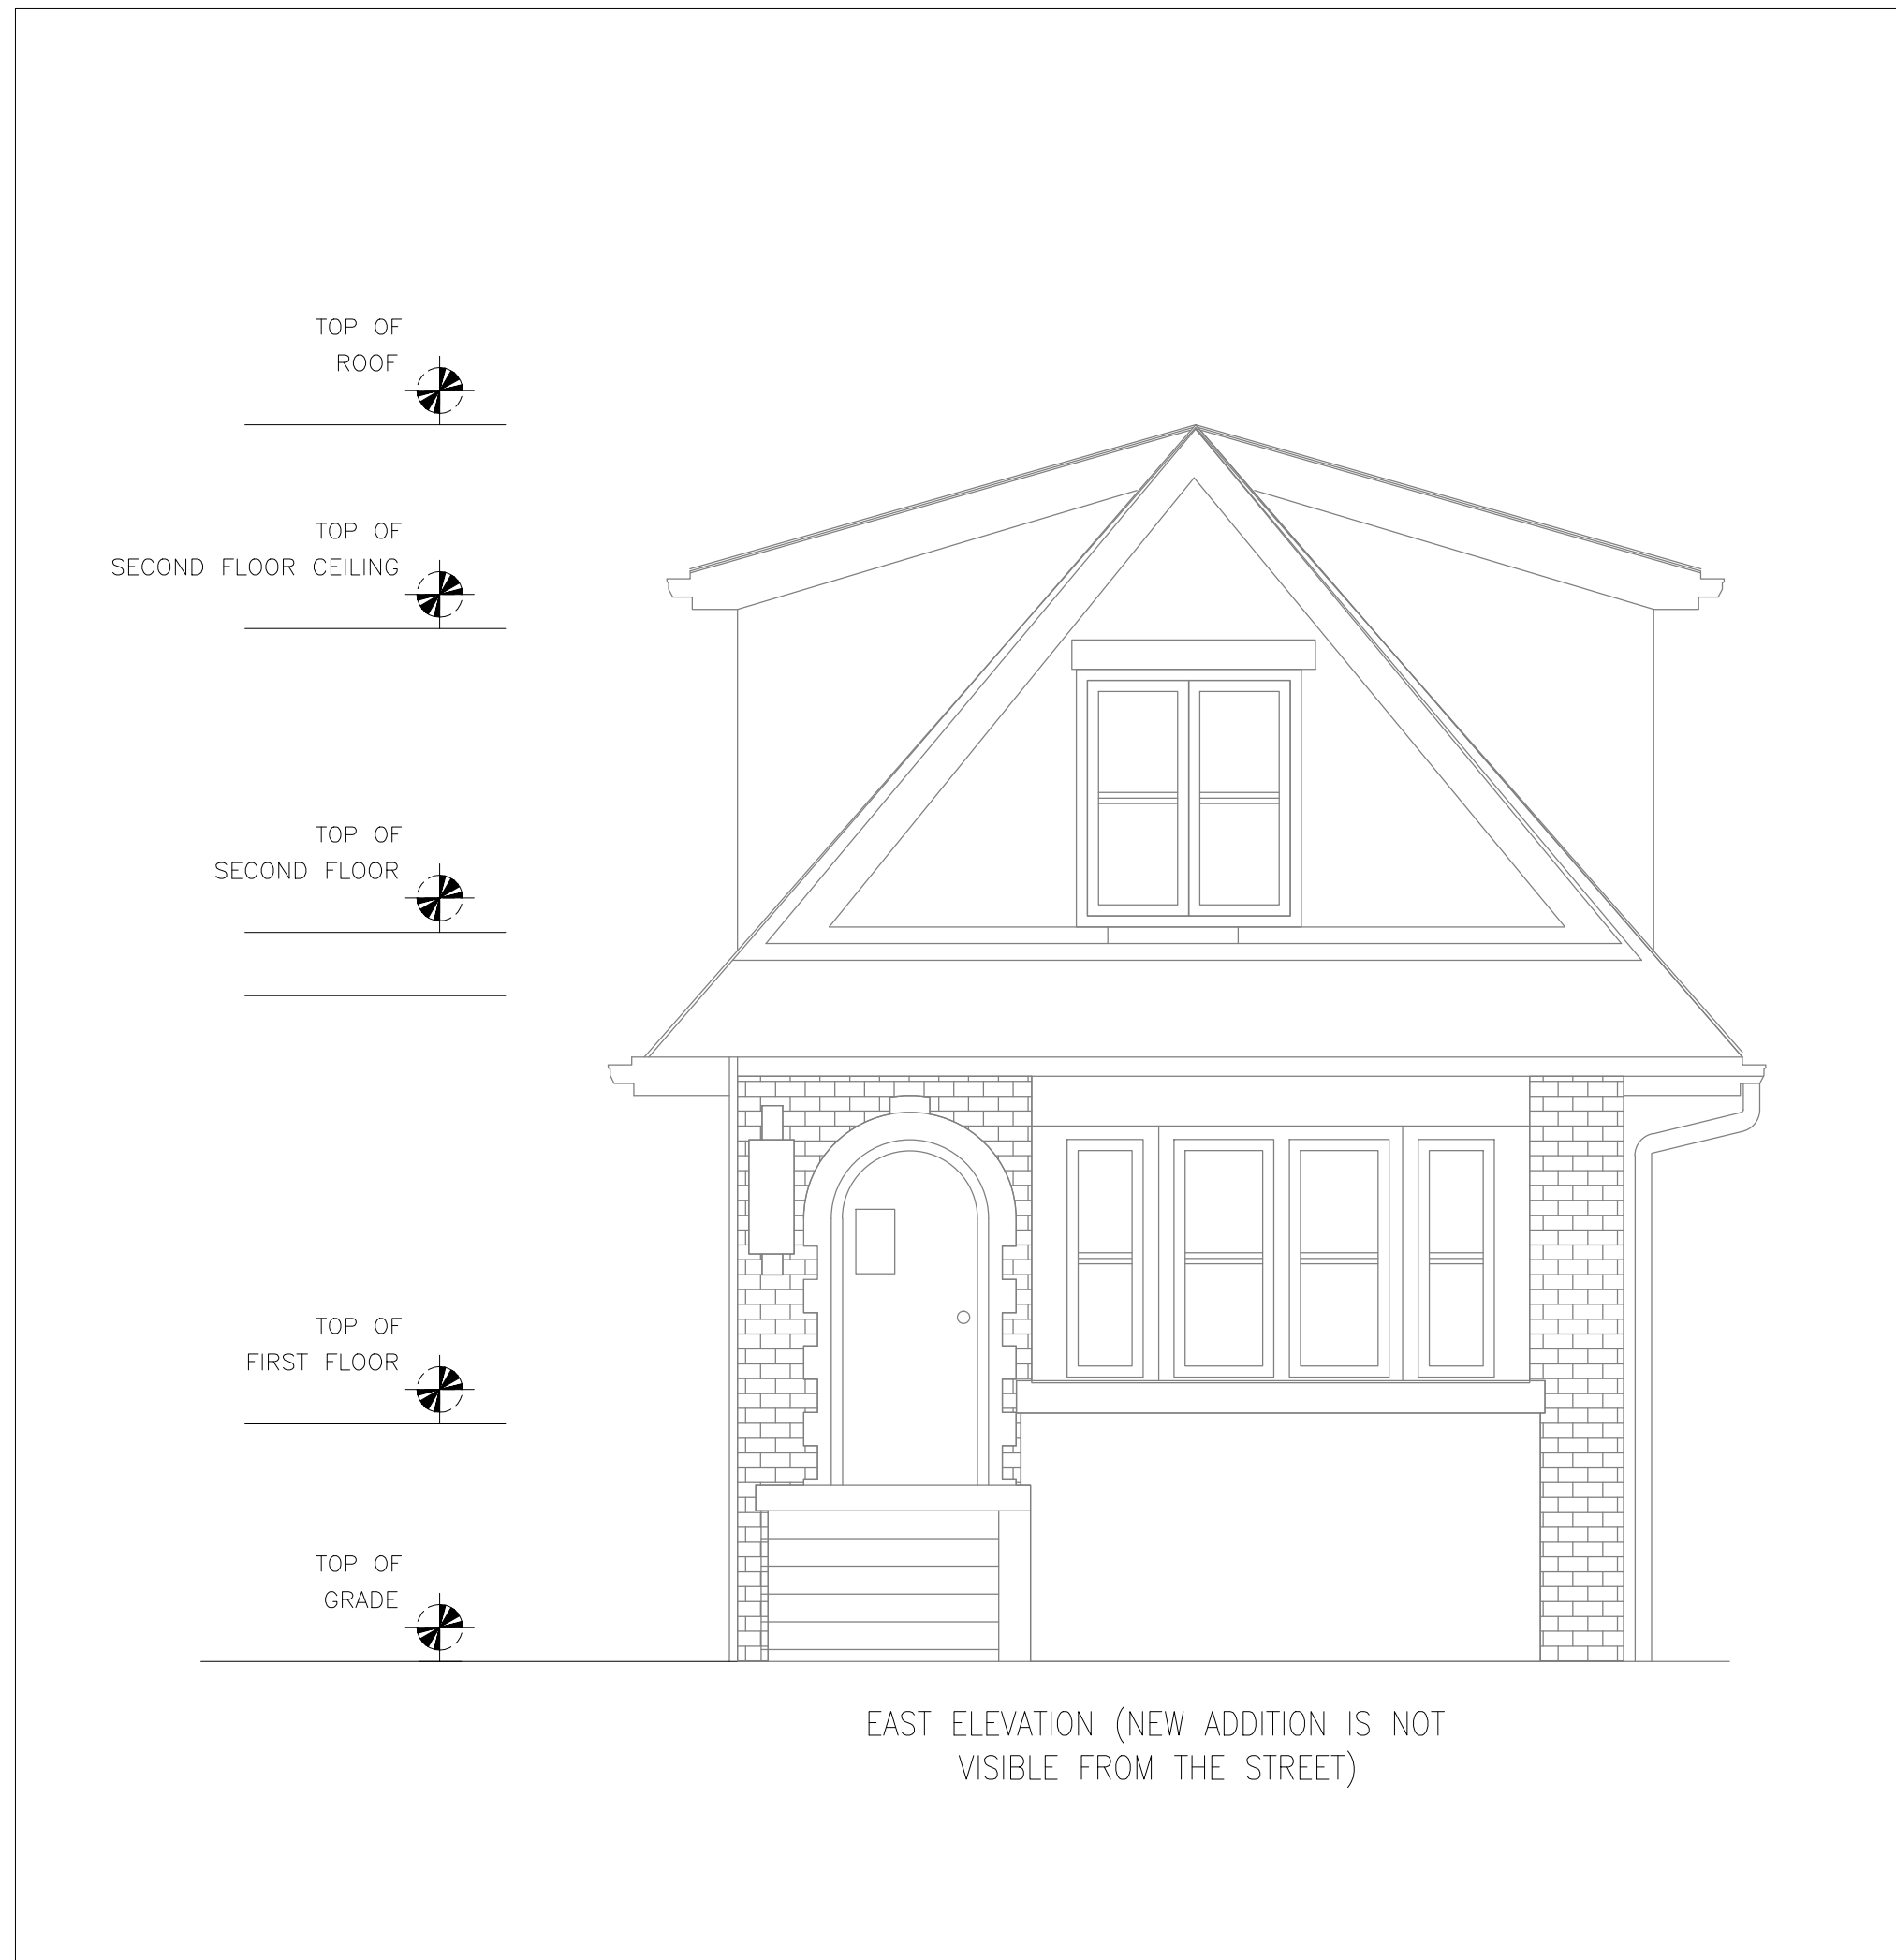 TOP OF
ROOF
TOP OF
SECOND FLOOR CEILING
TOP OF
SECOND FLOOR
TOP OF
FIRST FLOOR
TOP OF
GRADE
EAST ELEVATION (NEW ADDITION IS NOT
VISIBLE FROM THE STREET)